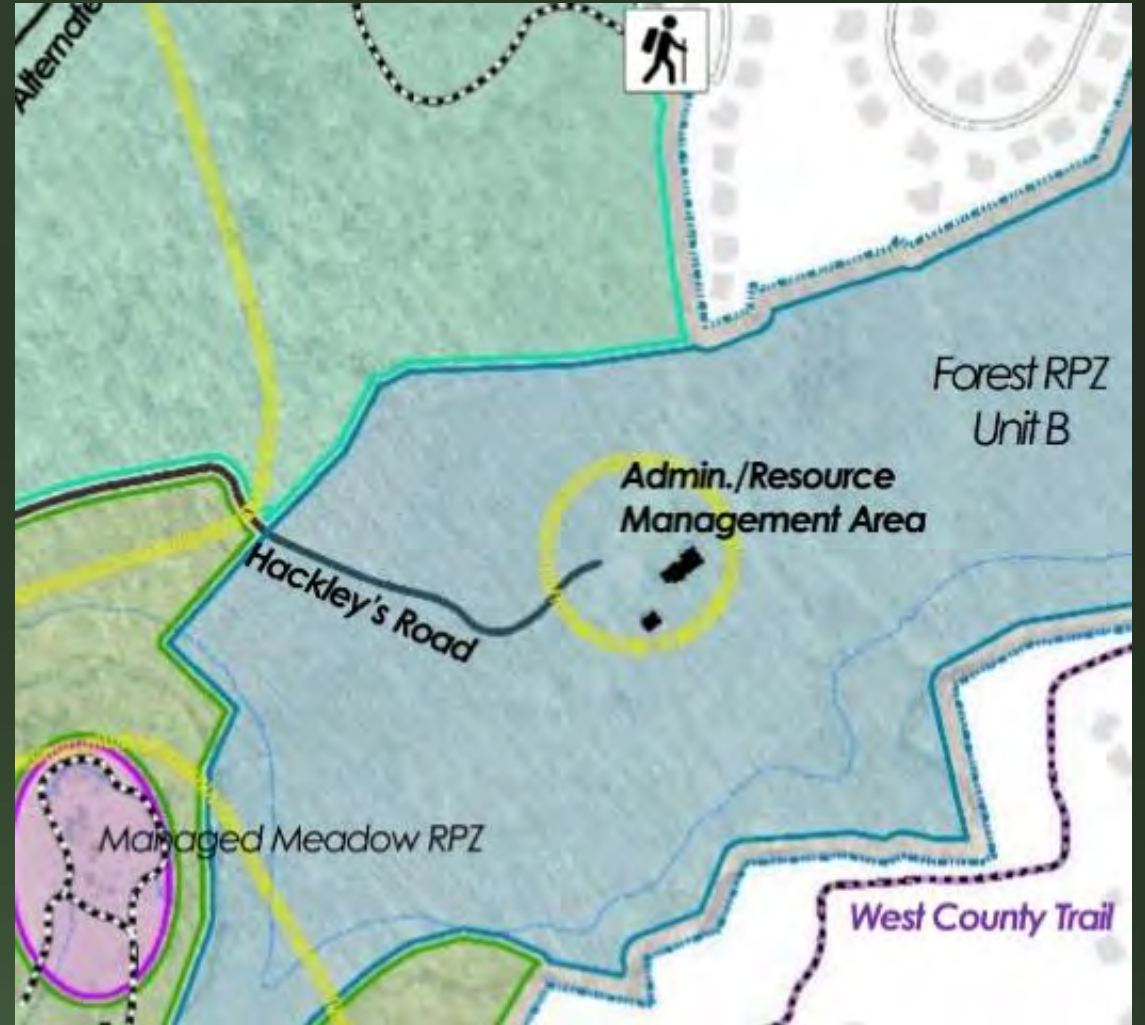 Alternate
Forest RPZ
Unit B
Admin./Resource
Management Area
Hackley's Road
Managed Meadow RPZ
West County Trail